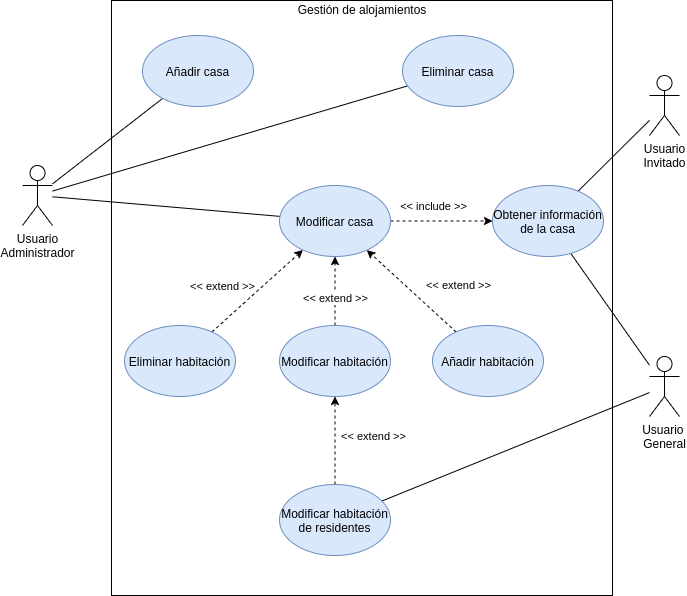 Gestión de alojamientos
Añadir casa
Eliminar casa
Usuario
Invitado
Usuario
Administrador
Modificar casa
<< include >>
Obtener información
de la casa
<< extend >>
<< extend >>
<< extend >>
Eliminar habitación
Modificar habitación
Añadir habitación
Usuario
General
<< extend >>
Modificar habitación
de residentes